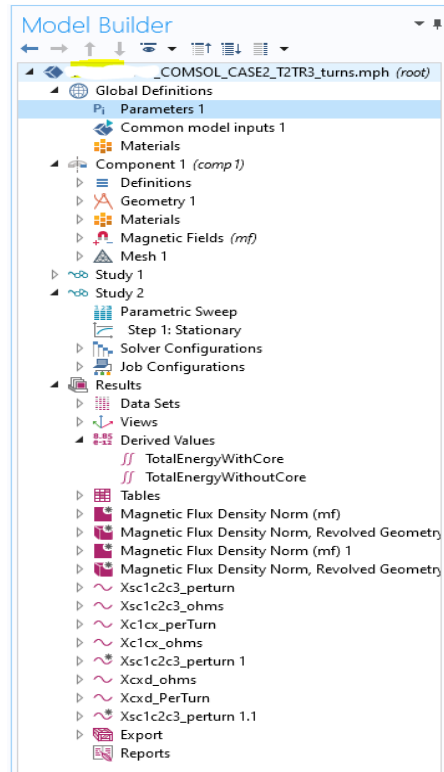 Model Builder
_COMSOL_CASE2_T2TR3_turns.mph (root)
Global Definitions
Pi Parameters 1
Common model inputs 1
Materials
Component 1 (comp1)
Definitions
Geometry 1
Materials
Magnetic Fields (mf)
Mesh 1
Study 1
Study 2
Parametric Sweep
Step 1: Stationary
Solver Configurations
Job Configurations
Results
Data Sets
Views
8.85
e-12 Derived Values
TotalEnergyWithCore
TotalEnergyWithoutCore
Tables
Magnetic Flux Density Norm (mf)
Magnetic Flux Density Norm, Revolved Geometry
Magnetic Flux Density Norm (mf) 1
Magnetic Flux Density Norm, Revolved Geometry
Xsc1c2c3_perturn
Xsc1c2c3_ohms
Xc1cx_perTurn
Xc1cx_ohms
Xsc1c2c3_perturn 1
Xcxd_ohms
Xcxd_PerTurn
Xsc1c2c3_perturn 1.1
Export
Reports